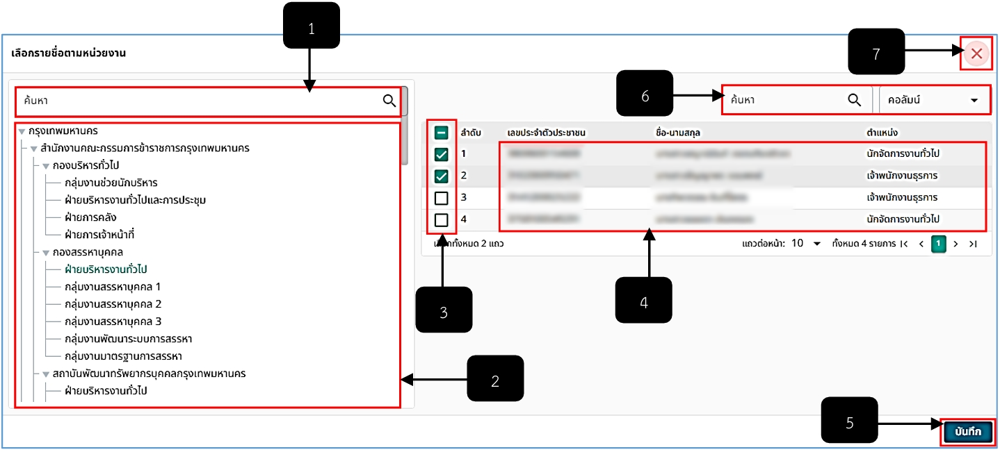 1
เลือกรายชื่อตามหน่วยงาน
7
6
ค้นหา
ค้นหา
คอลัมน์
กรุงเทพมหานคร
สำนักงานคณะกรรมการข้าราชการกรุงเทพมหานคร
กองบริหารทั่วไป
กลุ่มงานช่วยนักบริหาร
ฝ่ายบริหารงานทั่วไปและการประชุม
ฝ่ายการคลัง
ฝ่ายการเจ้าหน้าที่
กองสรรหาบุคคล
ฝ่ายบริหารงานทั่วไป
กลุ่มงานสรรหาบุคคล 1
กลุ่มงานสรรหาบุคคล 2
กลุ่มงานสรรหาบุคคล 3
กลุ่มงานพัฒนาระบบการสรรหา
กลุ่มงานมาตรฐานการสรรหา
สถาบันพัฒนาทรัพยากรบุคคลกรุงเทพมหานคร
ฝ่ายบริหารงานทั่วไป
ลำดับ เลขประจำตัวประชาชน ชื่อ-นามสกุล ตำแหน่ง
1 นักจัดการงานทั่วไป
2 เจ้าพนักงานธุรการ
3 เจ้าพนักงานธุรการ
4 นักจัดการงานทั่วไป
2 แถว แถวต่อหน้า: 10 ทั้งหมด 4 รายการ 1
3
4
2
5
บันทึก